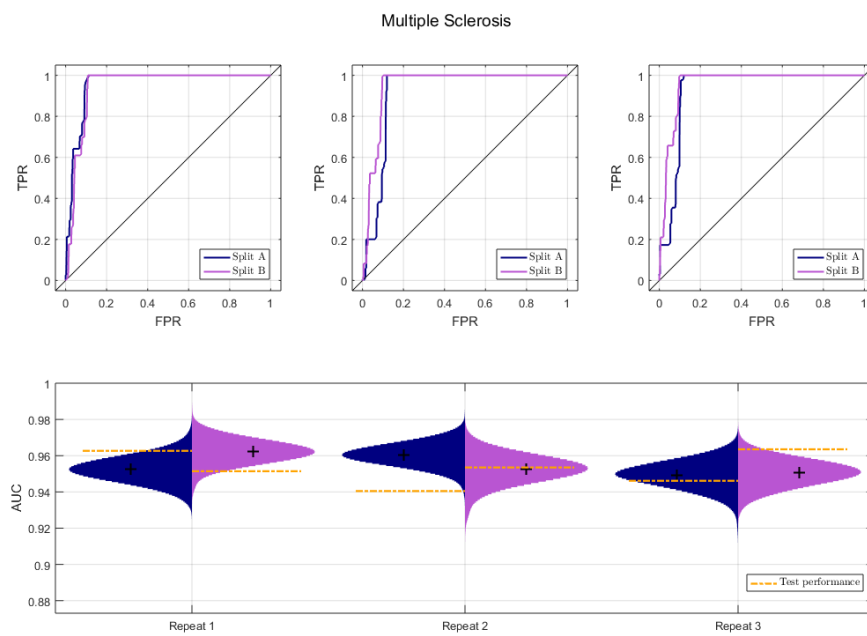 Multiple Sclerosis
1
0.8
0.6
0.4
0.2
0
TPR
0 0.2 0.4 0.6 0.8 1
FPR
Split A
Split B
1
0.8
0.6
0.4
0.2
0
TPR
0 0.2 0.4 0.6 0.8 1
FPR
Split A
Split B
1
0.8
0.6
0.4
0.2
0
TPR
0 0.2 0.4 0.6 0.8 1
FPR
Split A
Split B
1
0.98
0.96
0.94
0.92
0.9
0.88
AUC
Test performance
Repeat 1 Repeat 2 Repeat 3